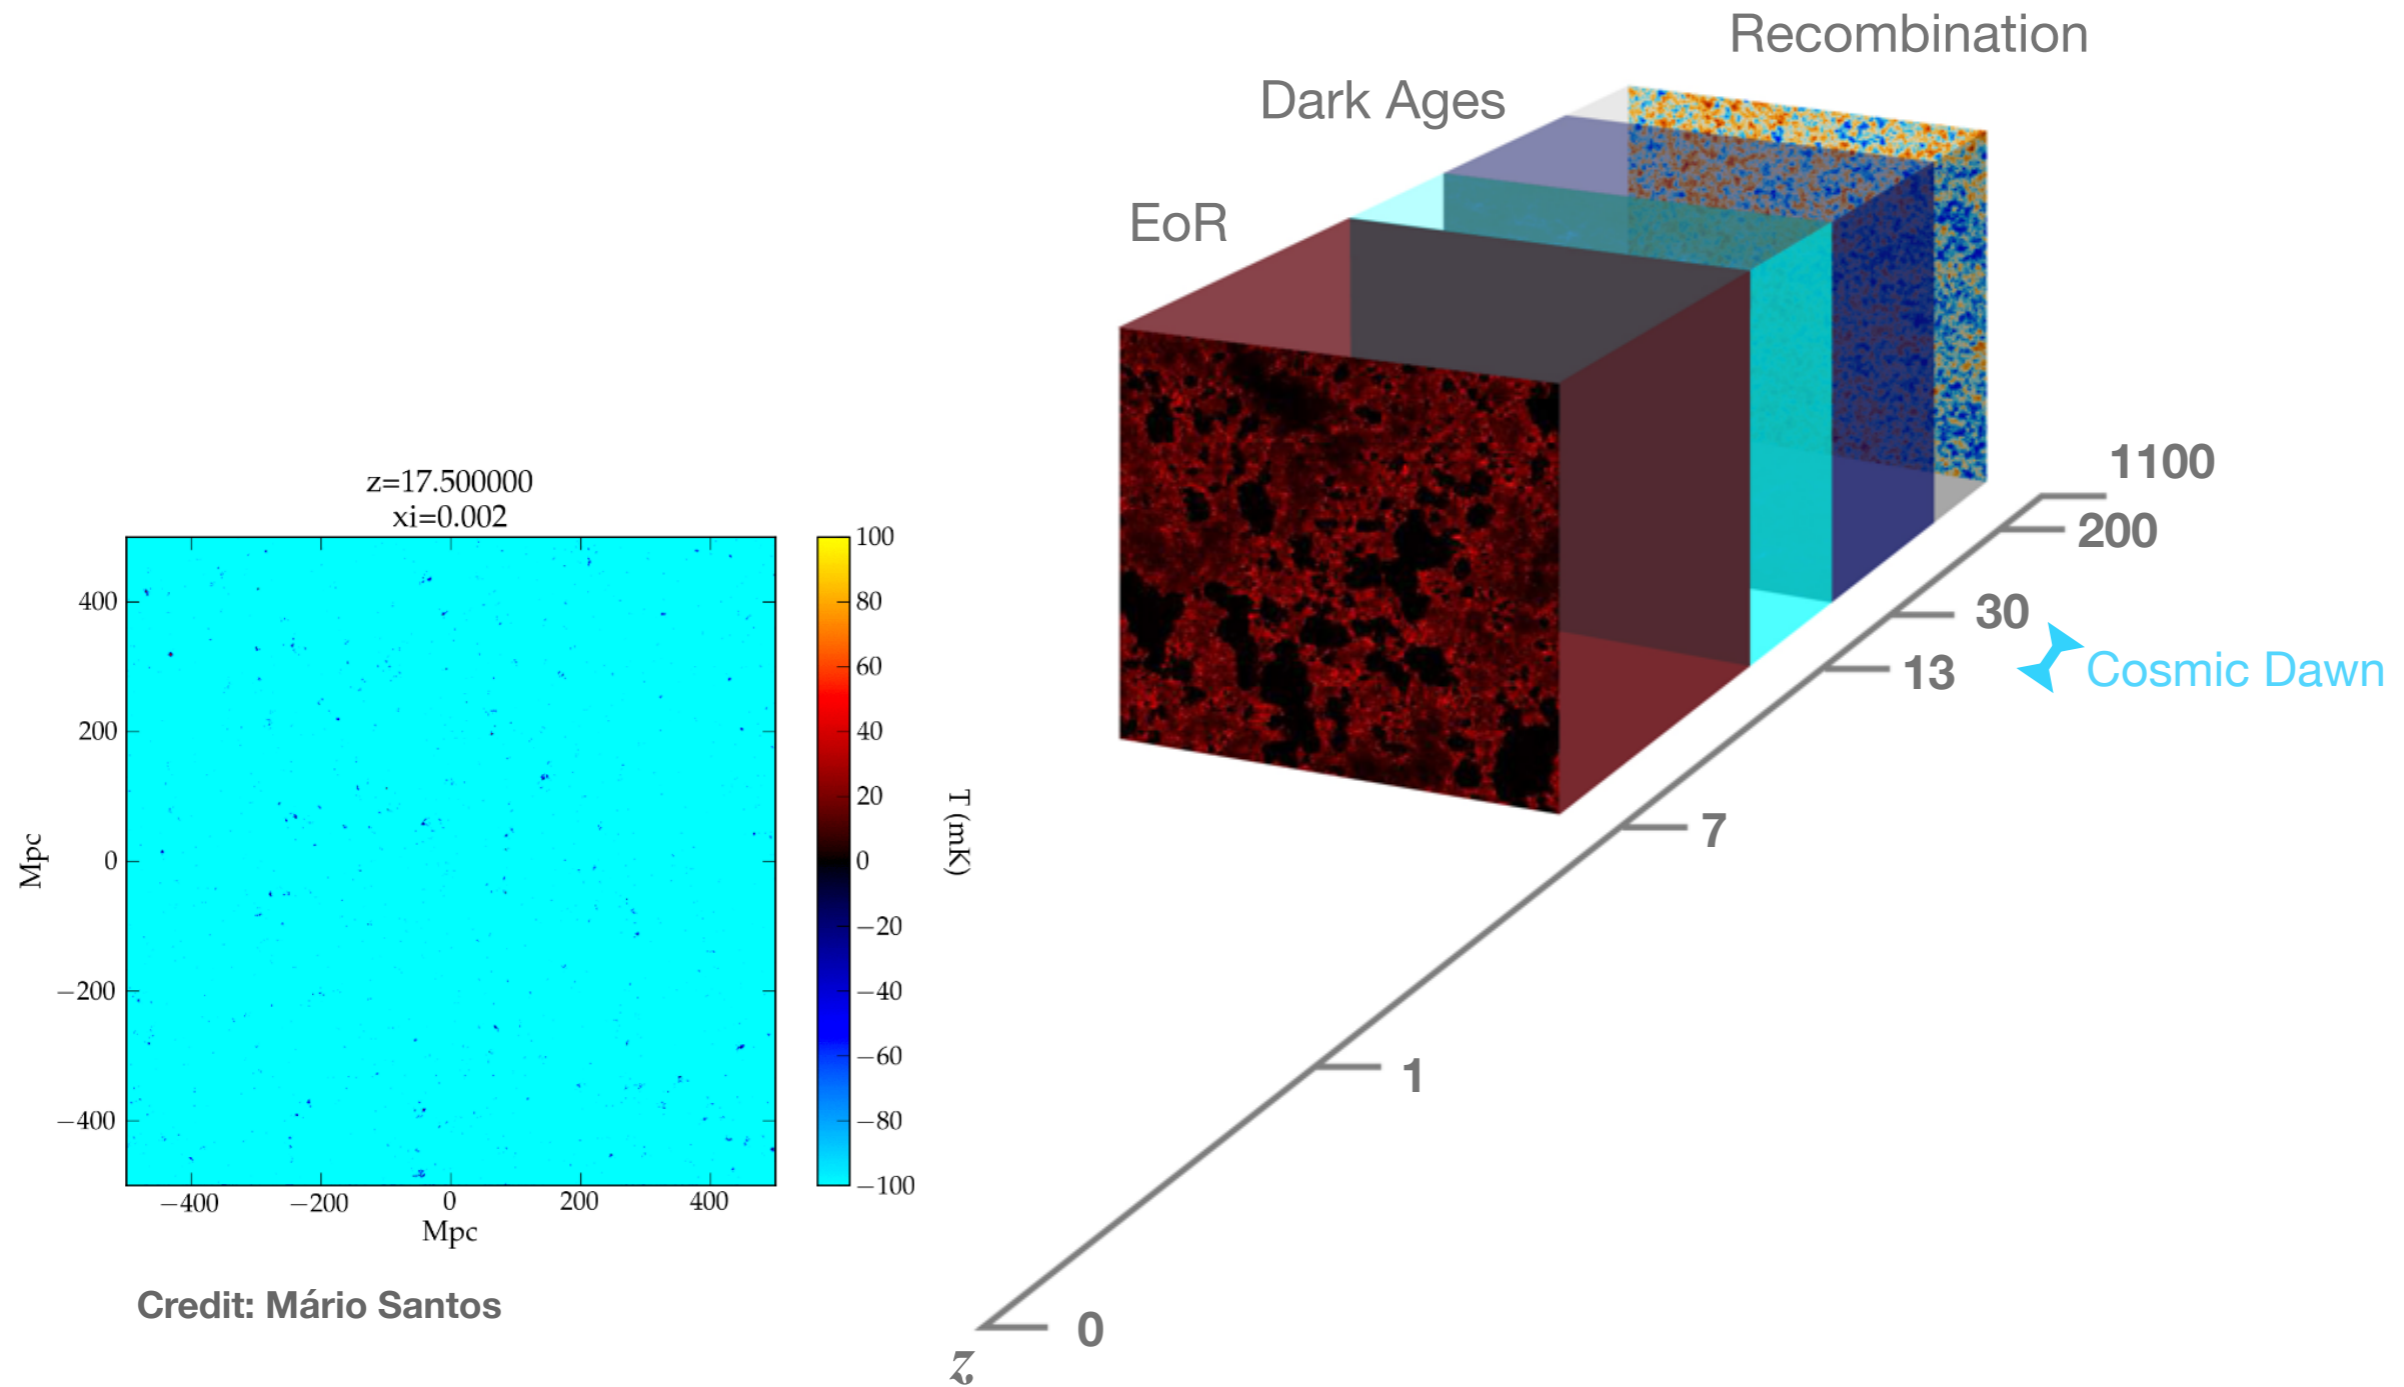 Recombination
Dark Ages
EoR
1100
200
30
13
Cosmic Dawn
7
1
0
z
z=17.500000
xi=0.002
100
80
60
40
20
0
−20
−40
−60
−80
−100
T (mK)
400
200
0
−200
−400
Mpc
−400 −200 0 200 400
Mpc
Credit: Mário Santos